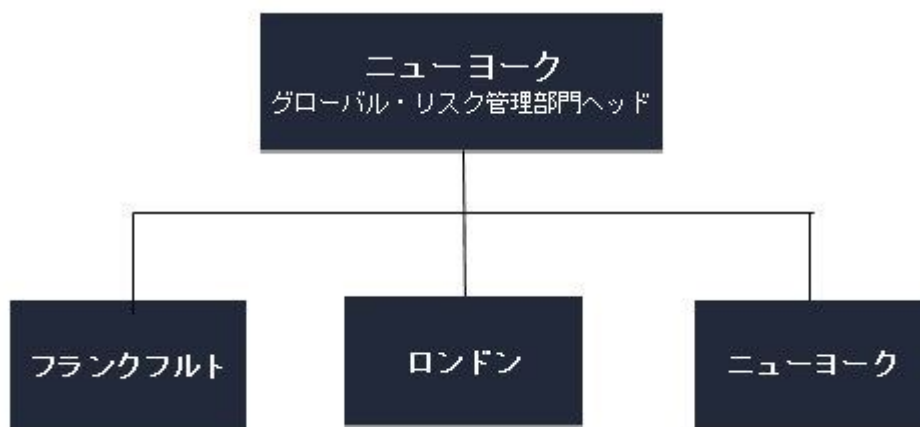 ニューヨーク
グローバル・リスク管理部門ヘッド
フランクフルト
ロンドン
ニューヨーク